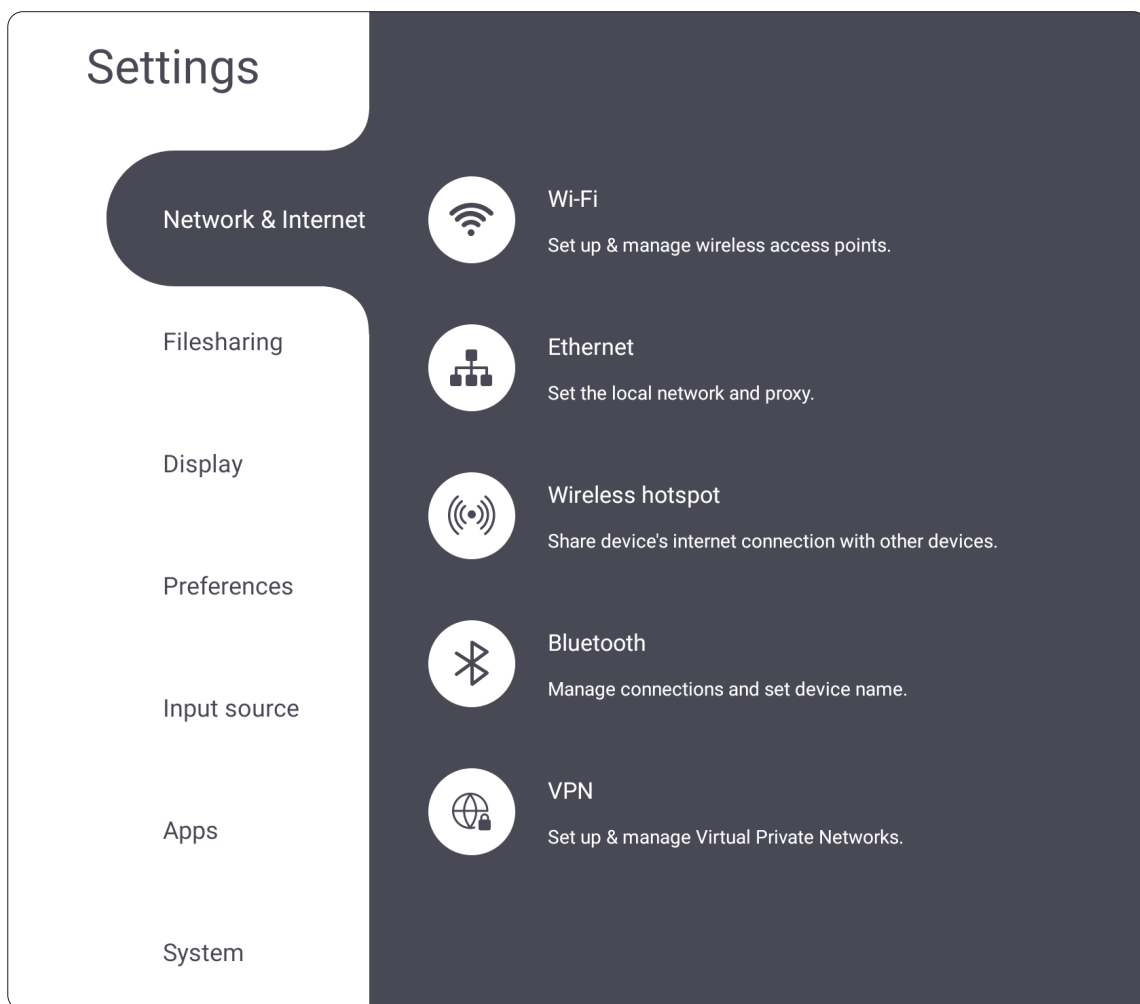 Settings
Network & Internet
Filesharing
Display
Preferences
Input source
Apps
System
Wi-Fi
Set up & manage wireless access points.
Ethernet
Set the local network and proxy.
Wireless hotspot
Share device's internet connection with other devices.
Bluetooth
Manage connections and set device name.
VPN
Set up & manage Virtual Private Networks.